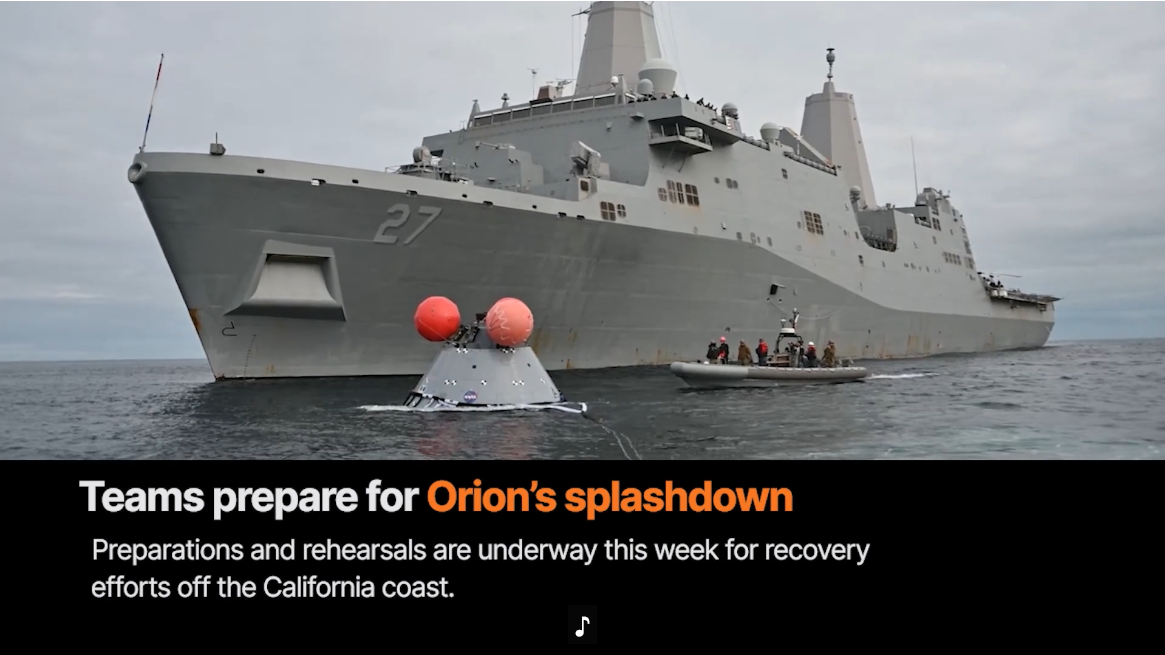 27
NASA
Teams prepare for Orion's splashdown
Preparations and rehearsals are underway this week for recovery
efforts off the California coast.
♪